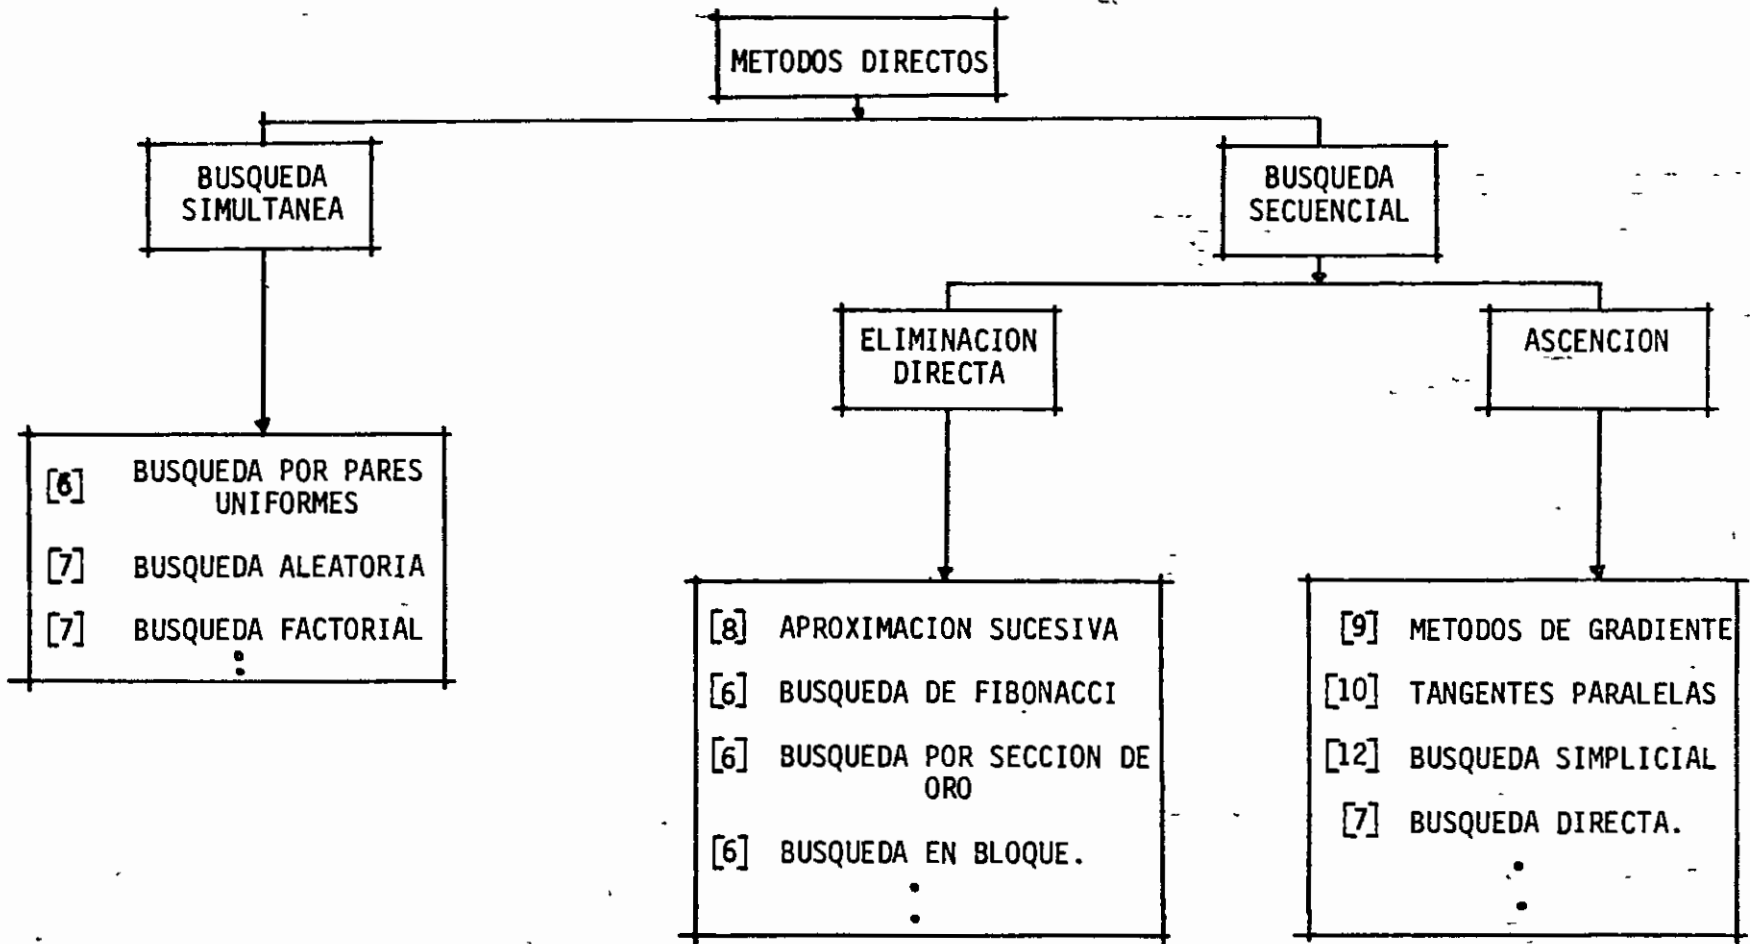 METODOS DIRECTOS
BUSQUEDA
SIMULTANEA
BUSQUEDA
SECUENCIAL
ELIMINACION
DIRECTA
ASCENCION
[6] BUSQUEDA POR PARES
UNIFORMES
[7] BUSQUEDA ALEATORIA
[7] BUSQUEDA FACTORIAL
[8] APROXIMACION SUCESIVA
[6] BUSQUEDA DE FIBONACCI
[6] BUSQUEDA POR SECCION DE
ORO
[6] BUSQUEDA EN BLOQUE.
[9] METODOS DE GRADIENTE
[10] TANGENTES PARALELAS
[12] BUSQUEDA SIMPLICIAL
[7] BUSQUEDA DIRECTA.